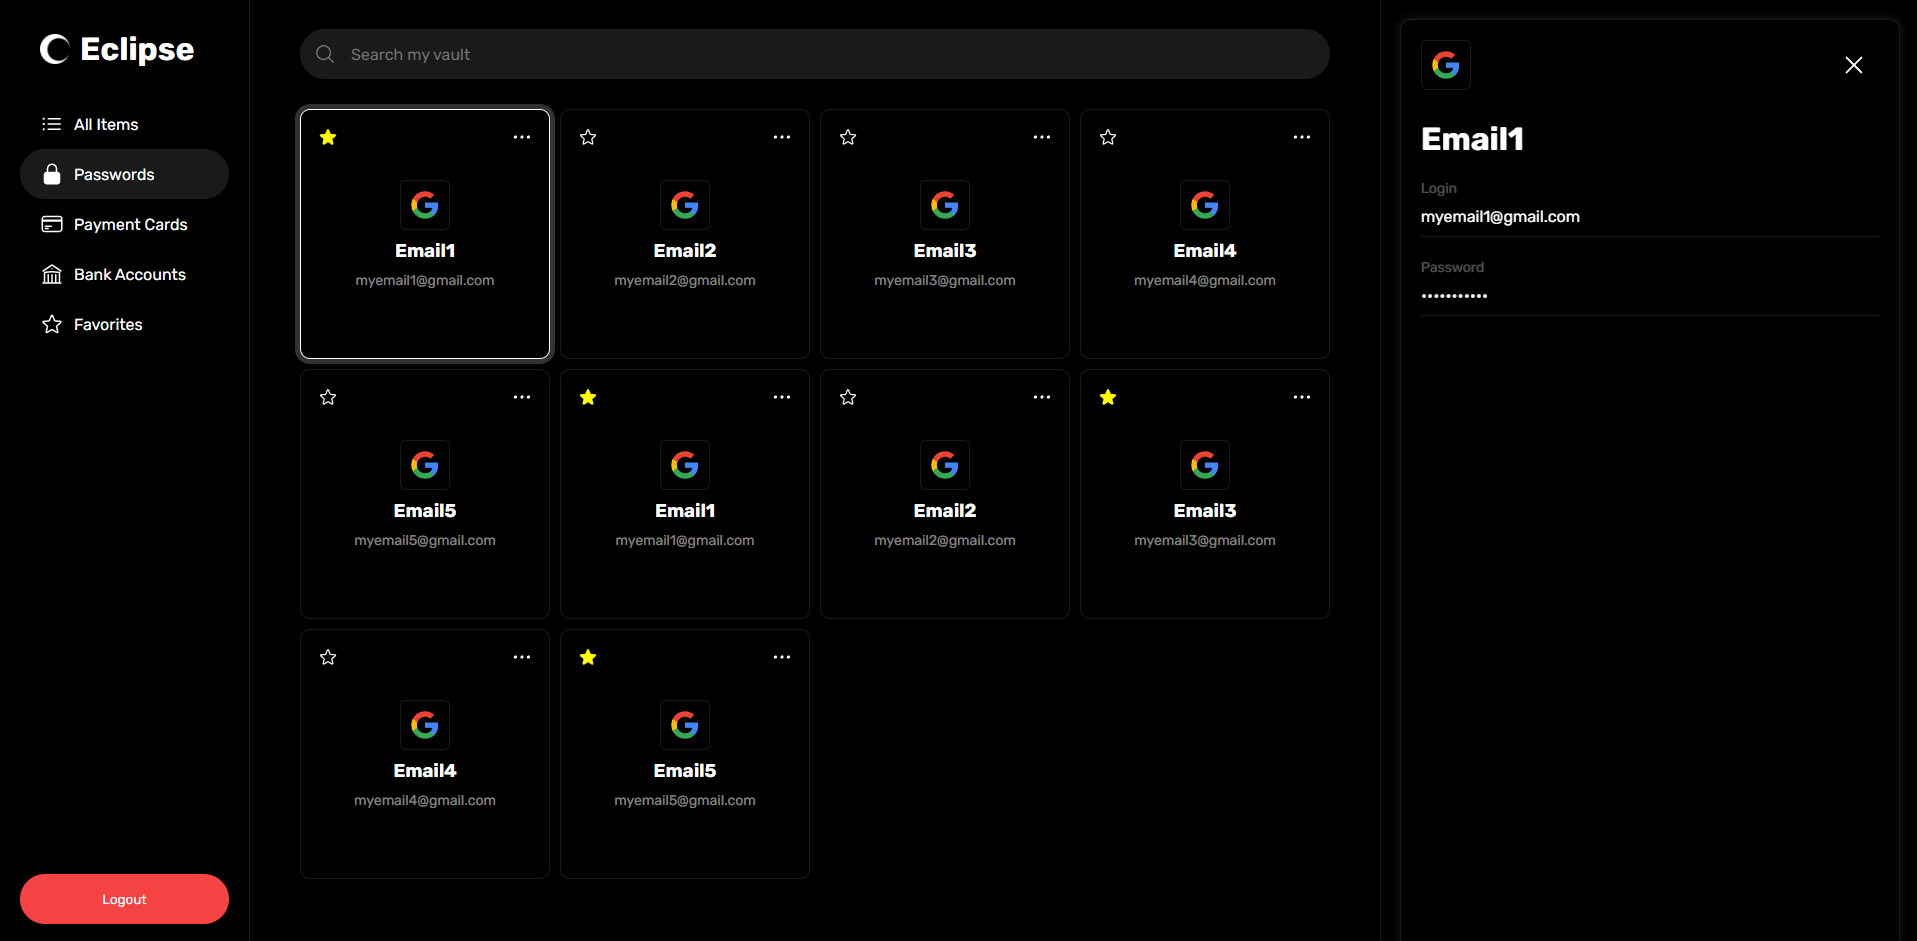 Eclipse
All Items
Passwords
Payment Cards
Bank Accounts
Favorites
Logout
Search my vault
Email1
myemail1@gmail.com
Email2
myemail2@gmail.com
Email3
myemail3@gmail.com
Email4
myemail4@gmail.com
Email5
myemail5@gmail.com
Email1
myemail1@gmail.com
Email2
myemail2@gmail.com
Email3
myemail3@gmail.com
Email4
myemail4@gmail.com
Email5
myemail5@gmail.com
Email1
Login
myemail1@gmail.com
Password
•••••••••••